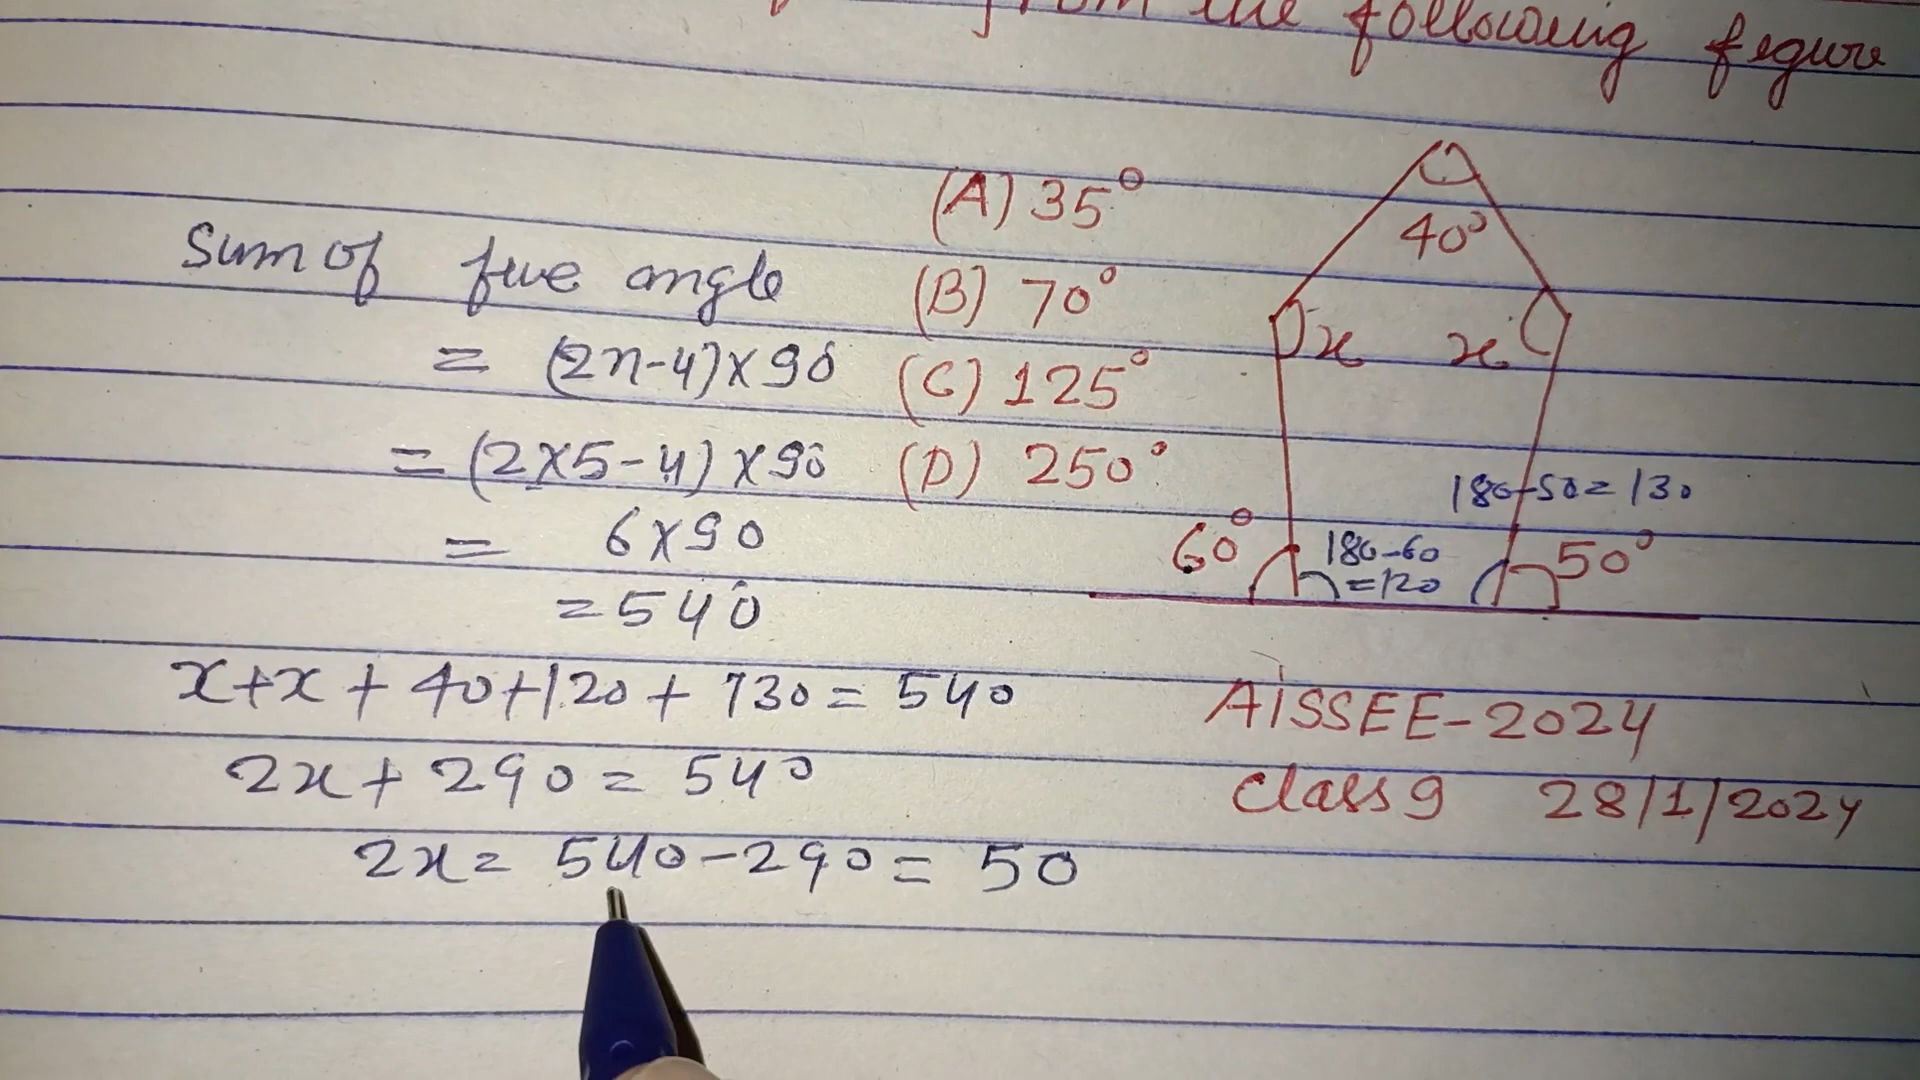 from the following figure
(A) 35°
(B) 70°
(C) 125°
(D) 250°
40°
x x
180-50=130
60° 180-60 50°
=120
Sum of five angle
= (2n-4)×90°
= (2×5-4)×90°
= 6×90
=540°
x+x+40+120+130=540
2x+290=540
2x=540-290=50
AISSEE-2024
Class 9 28/1/2024